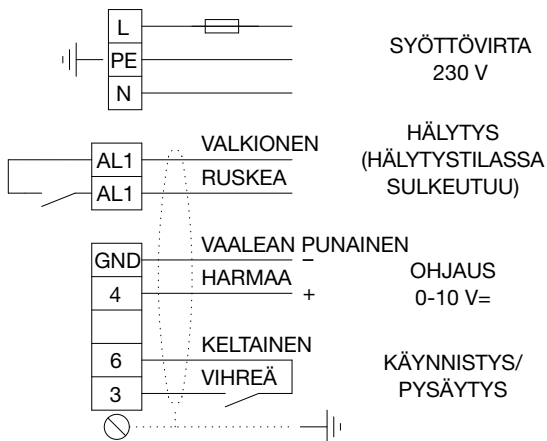 L
PE
N
SYÖTTÖVIRTA
230 V
AL1
VALKIONEN
AL1
RUSKEA
HÄLYTYS
(HÄLYTYSTILASSA
SULKEUTUU)
GND
VAALEAN PUNAINEN
–
4
HARMAA
+
OHJAUS
0-10 V=
6
KELTAINEN
3
VIHREÄ
KÄYNNISTYS/
PYSÄYTYS